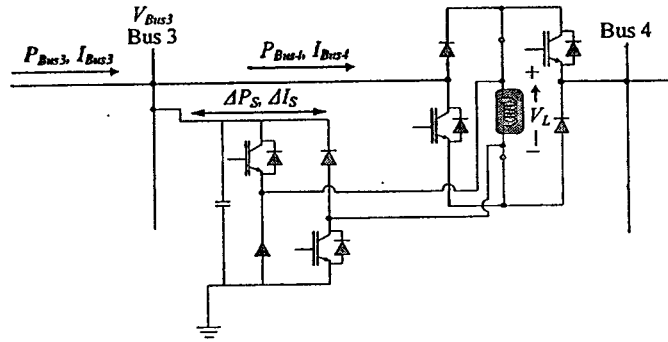 V_Bus3
Bus 3
P_Bus3, I_Bus3
P_Bus4, I_Bus4
Bus 4
ΔP_S, ΔI_S
+
V_L
−